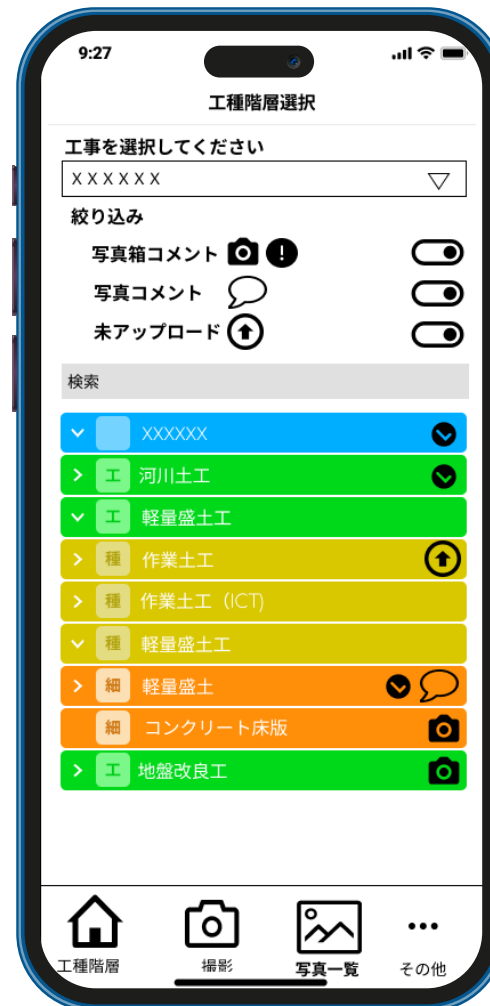 9:27
工種階層選択
工事を選択してください
XXXXXX
絞り込み
写真箱コメント
写真コメント
未アップロード
検索
XXXXXX
工 河川土工
工 軽量盛土工
種 作業土工
種 作業土工（ICT)
種 軽量盛土工
細 軽量盛土
細 コンクリート床版
工 地盤改良工
工種階層 撮影 写真一覧 その他